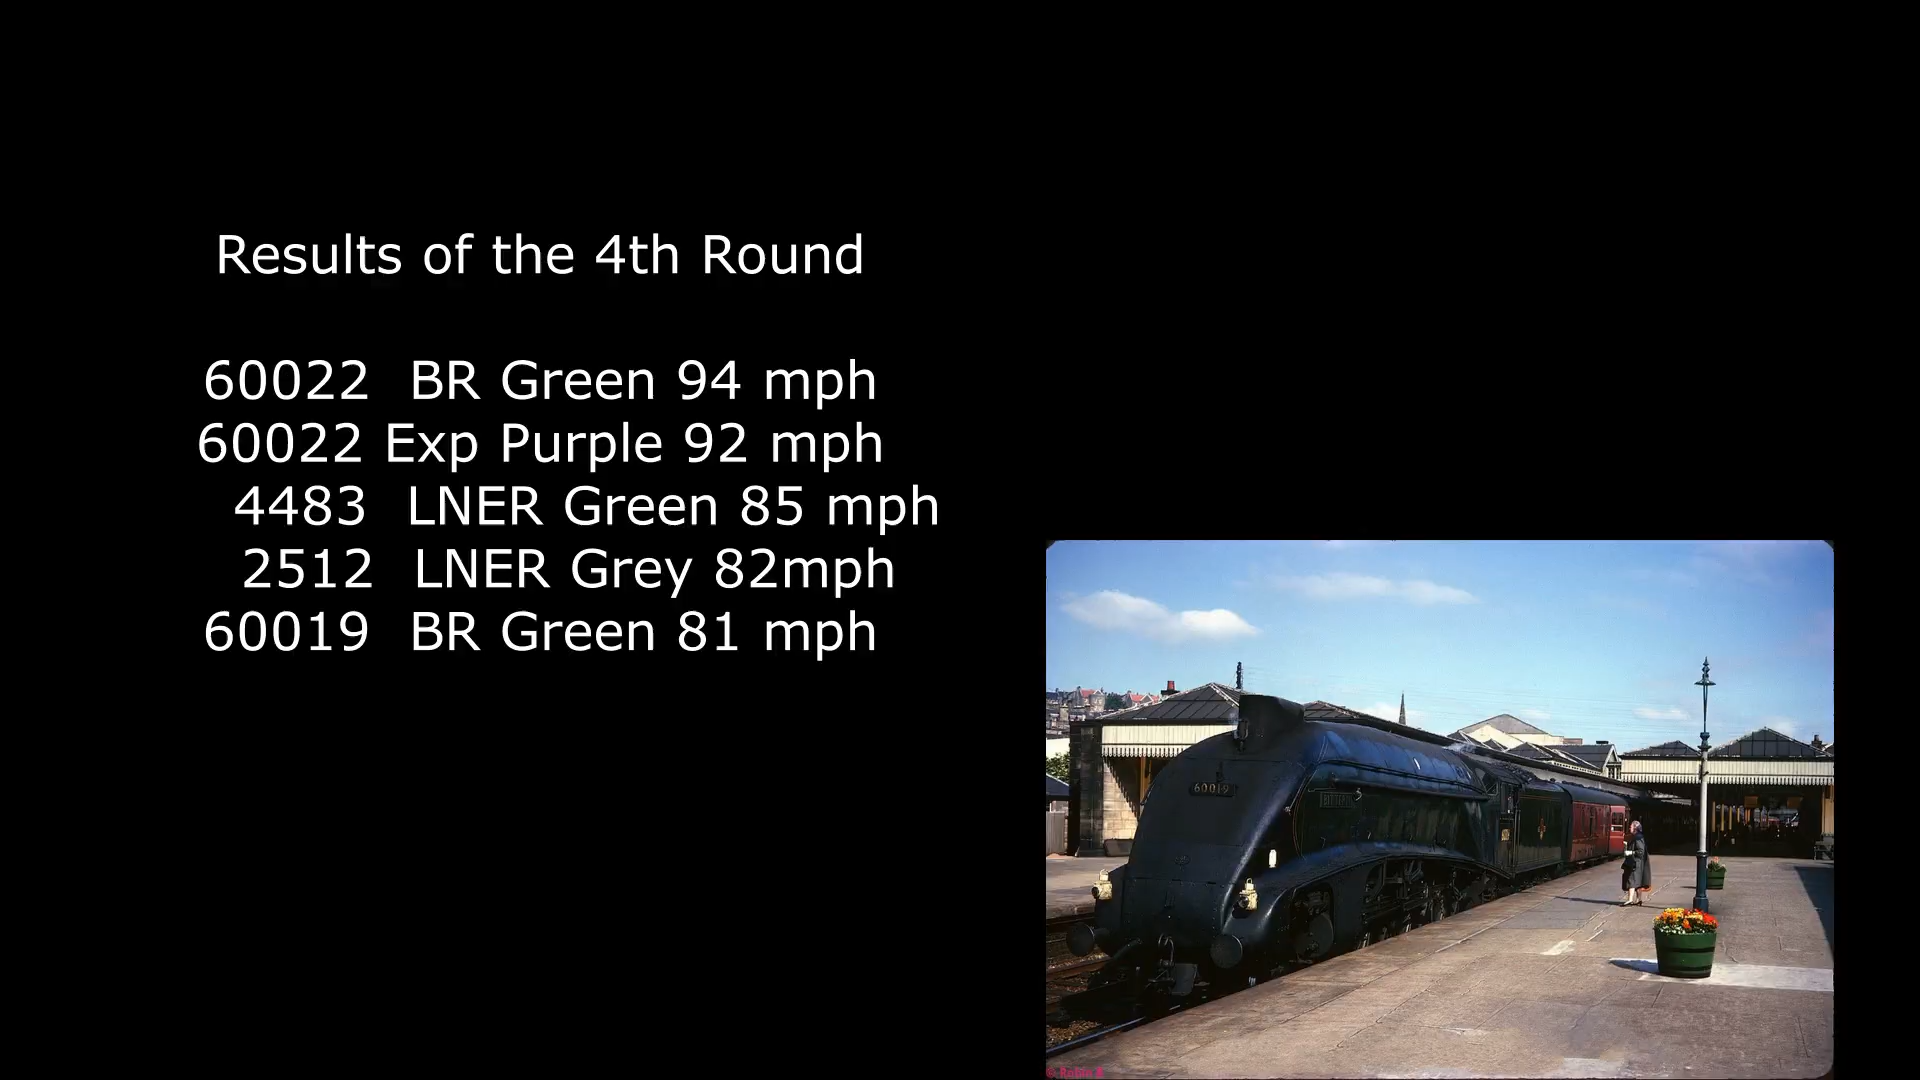 Results of the 4th Round
60022 BR Green 94 mph
60022 Exp Purple 92 mph
4483 LNER Green 85 mph
2512 LNER Grey 82mph
60019 BR Green 81 mph
60019